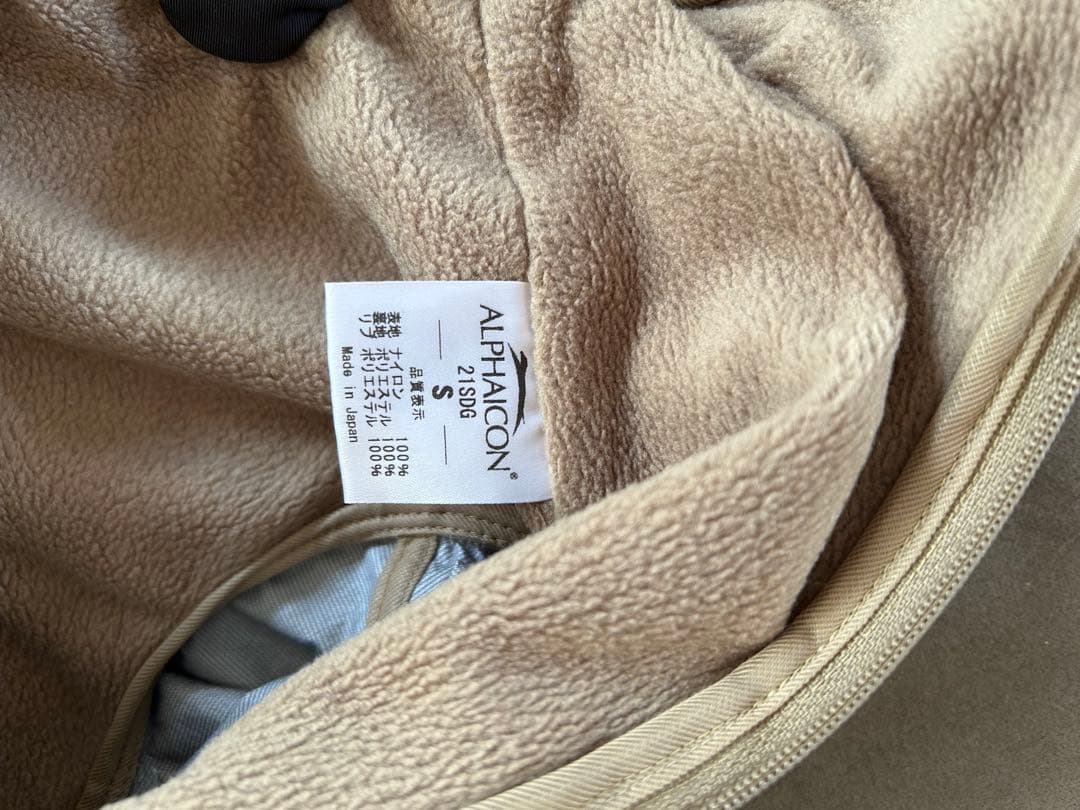 ALPHAICON®
21SDG
S
品質表示
表地 ナイロン 100%
裏地 ポリエステル 100%
リブ ポリエステル 100%
Made in Japan